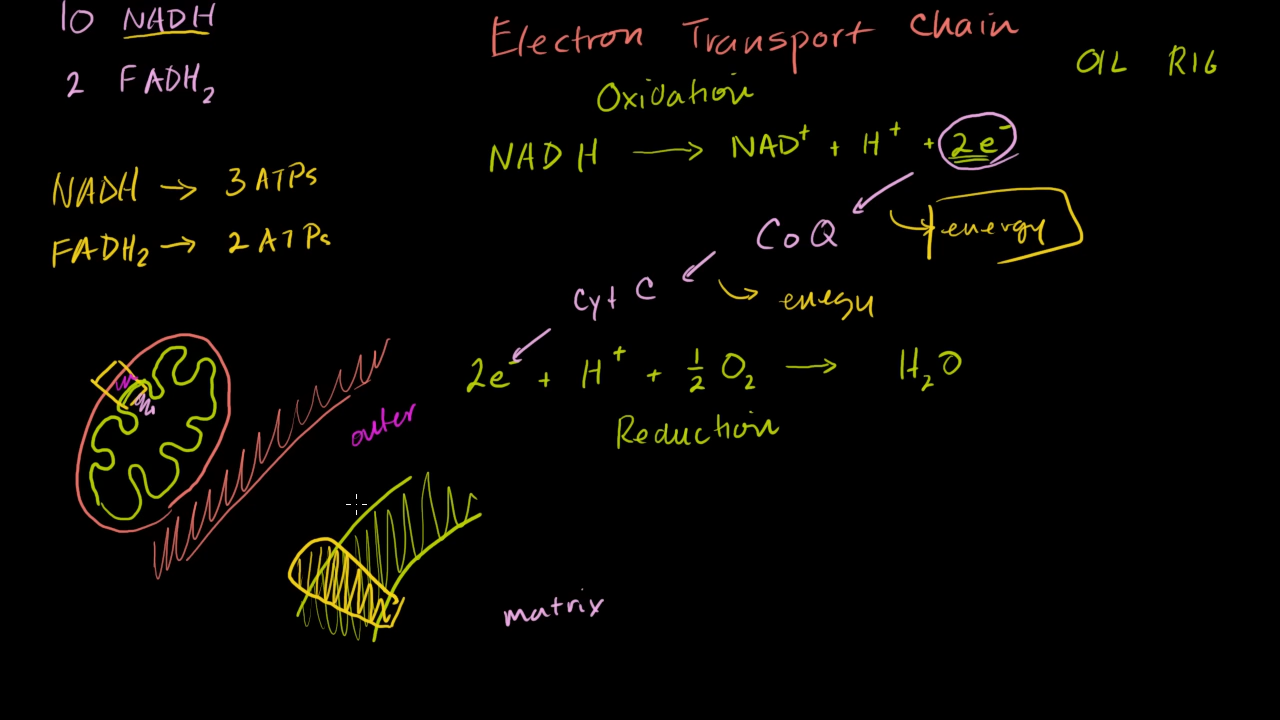 10 NADH
2 FADH₂
Electron Transport Chain
OIL RIG
Oxidation
NADH → NAD⁺ + H⁺ + 2e⁻
NADH → 3 ATPs
FADH₂ → 2 ATPs
CoQ
energy
Cyt C
energy
2e⁻ + H⁺ + ½ O₂ → H₂O
Reduction
outer
matrix